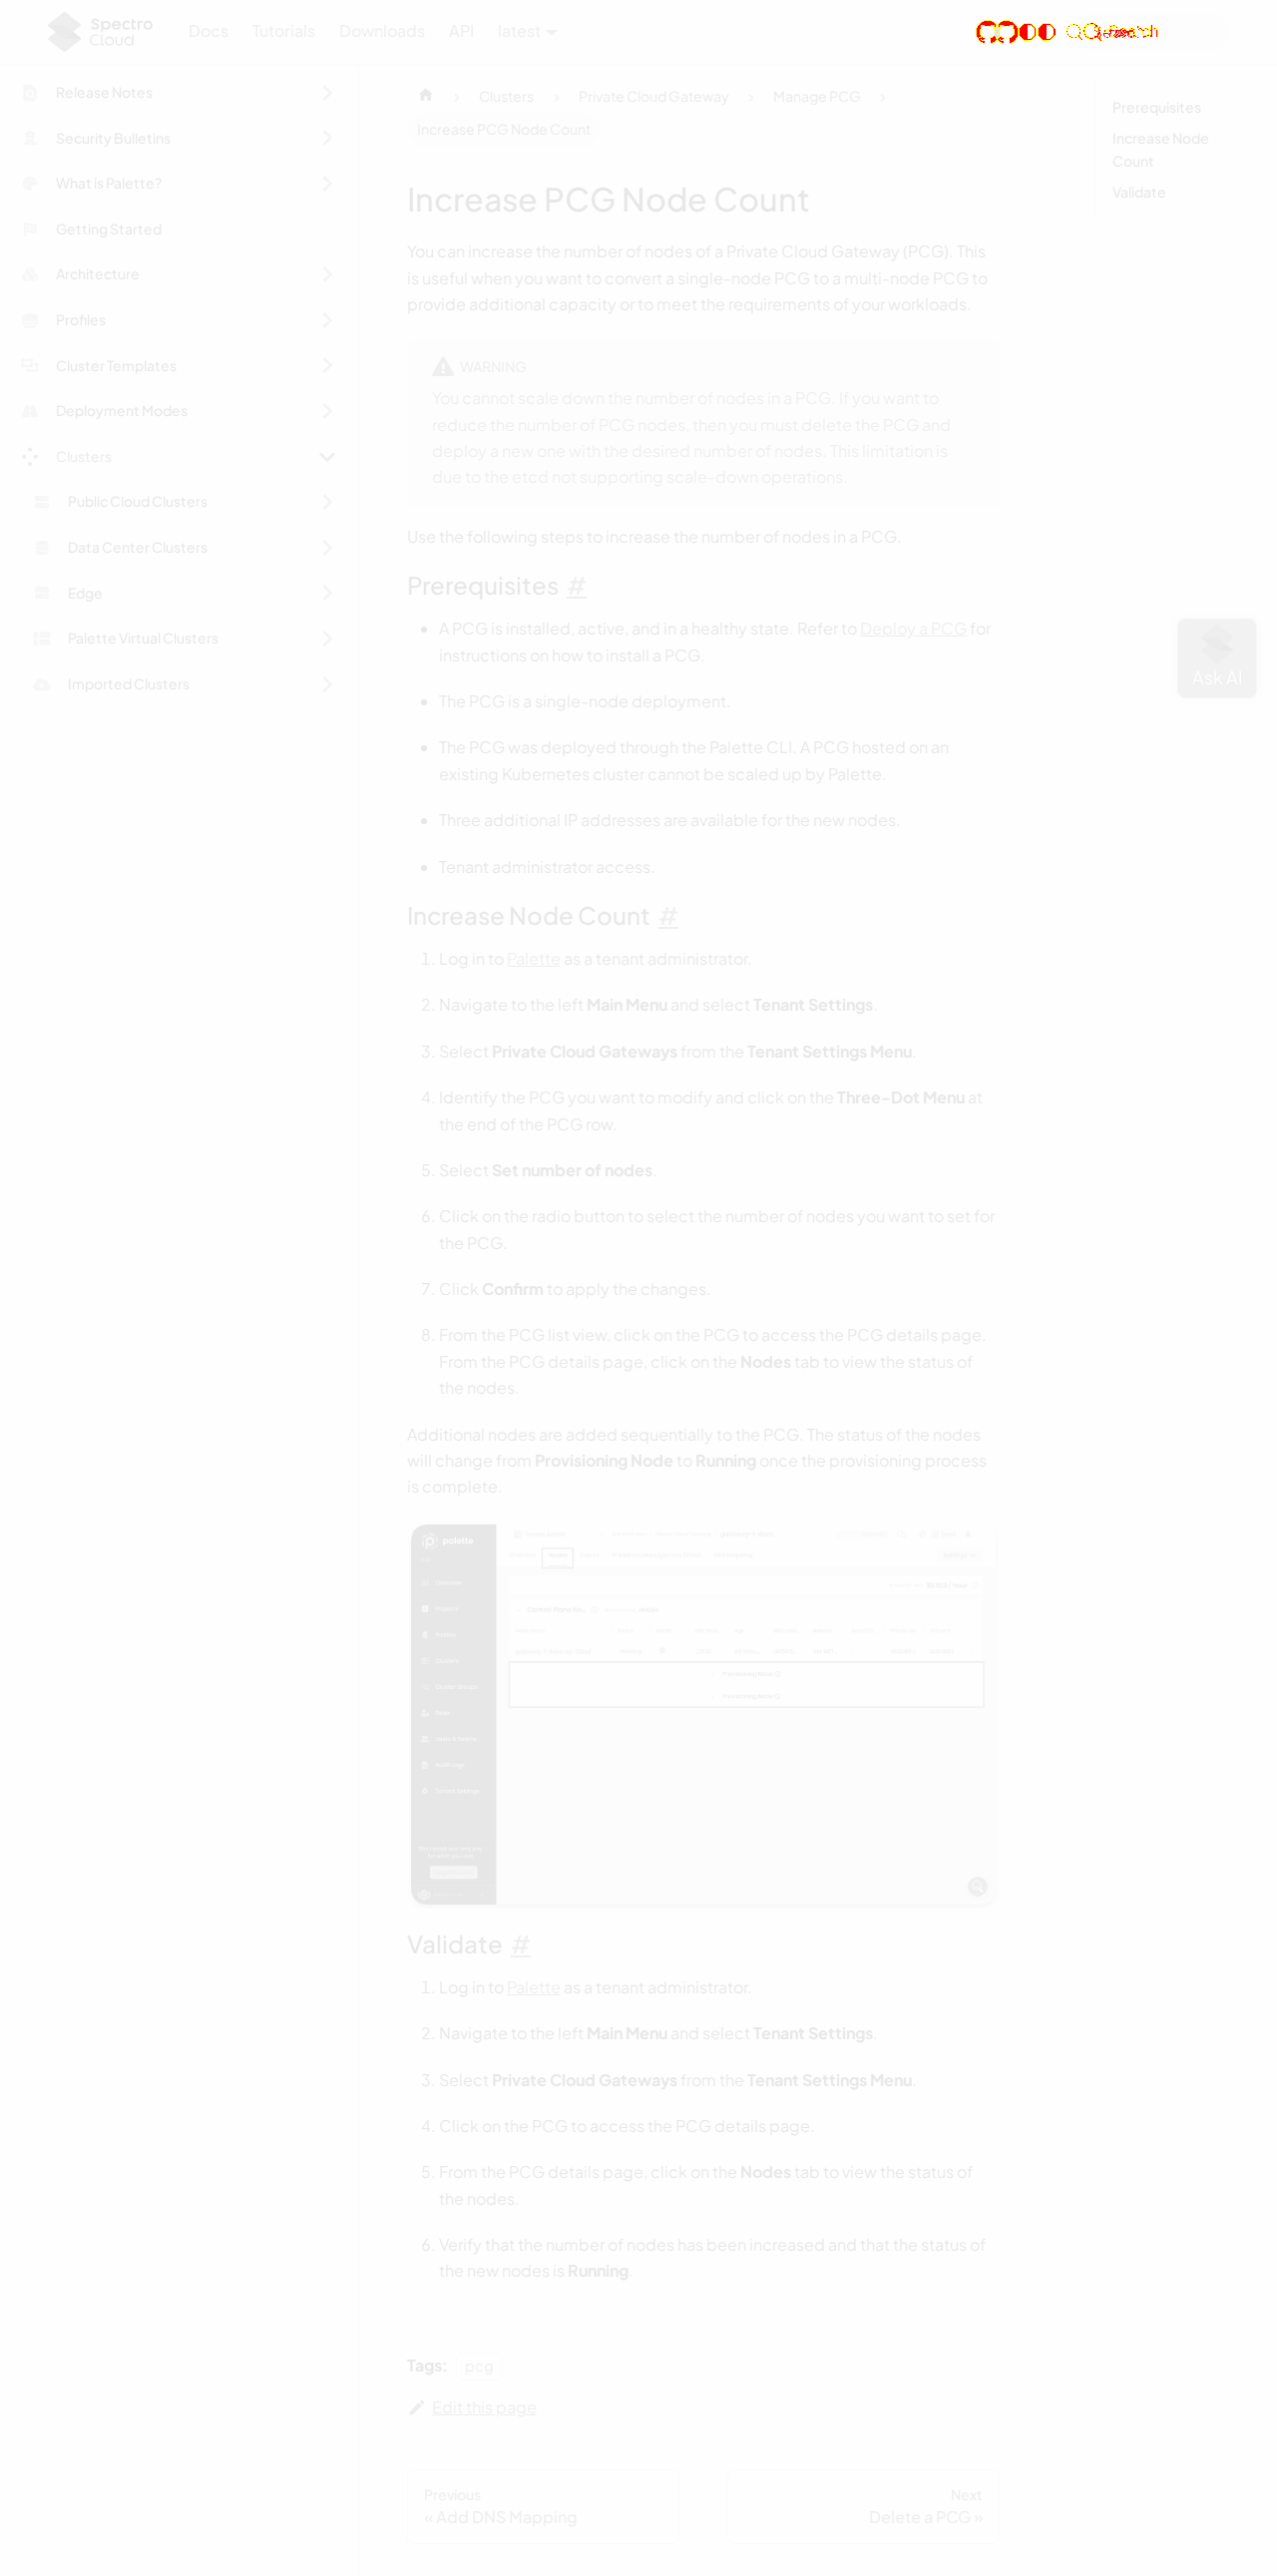 Spectro Cloud
Docs
Tutorials
Downloads
API
latest
Release Notes
Security Bulletins
What is Palette?
Getting Started
Architecture
Profiles
Cluster Templates
Deployment Modes
Clusters
Public Cloud Clusters
Data Center Clusters
Edge
Palette Virtual Clusters
Imported Clusters
Clusters
Private Cloud Gateway
Manage PCG
Increase PCG Node Count
Prerequisites
Increase Node
Count
Validate
Increase PCG Node Count
You can increase the number of nodes of a Private Cloud Gateway (PCG). This
is useful when you want to convert a single-node PCG to a multi-node PCG to
provide additional capacity or to meet the requirements of your workloads.
WARNING
You cannot scale down the number of nodes in a PCG. If you want to
reduce the number of PCG nodes, then you must delete the PCG and
deploy a new one with the desired number of nodes. This limitation is
due to the etcd not supporting scale-down operations.
Use the following steps to increase the number of nodes in a PCG.
Prerequisites #
A PCG is installed, active, and in a healthy state. Refer to Deploy a PCG for
instructions on how to install a PCG.
The PCG is a single-node deployment.
The PCG was deployed through the Palette CLI. A PCG hosted on an
existing Kubernetes cluster cannot be scaled up by Palette.
Three additional IP addresses are available for the new nodes.
Tenant administrator access.
Ask AI
Increase Node Count #
1. Log in to Palette as a tenant administrator.
2. Navigate to the left Main Menu and select Tenant Settings.
3. Select Private Cloud Gateways from the Tenant Settings Menu.
4. Identify the PCG you want to modify and click on the Three-Dot Menu at
the end of the PCG row.
5. Select Set number of nodes.
6. Click on the radio button to select the number of nodes you want to set for
the PCG.
7. Click Confirm to apply the changes.
8. From the PCG list view, click on the PCG to access the PCG details page.
From the PCG details page, click on the Nodes tab to view the status of
the nodes.
Additional nodes are added sequentially to the PCG. The status of the nodes
will change from Provisioning Node to Running once the provisioning process
is complete.
palette
Nodes
Provisioning Node
Provisioning Node
Validate #
1. Log in to Palette as a tenant administrator.
2. Navigate to the left Main Menu and select Tenant Settings.
3. Select Private Cloud Gateways from the Tenant Settings Menu.
4. Click on the PCG to access the PCG details page.
5. From the PCG details page, click on the Nodes tab to view the status of
the nodes.
6. Verify that the number of nodes has been increased and that the status of
the new nodes is Running.
Tags: pcg
Edit this page
Previous
« Add DNS Mapping
Next
Delete a PCG »